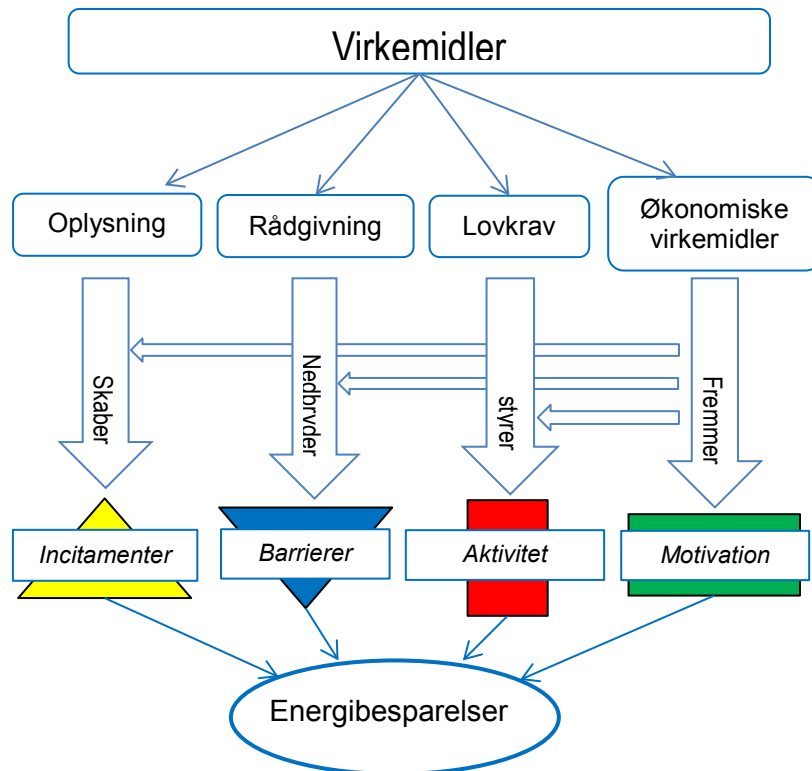 Virkemidler
Oplysning
Rådgivning
Lovkrav
Økonomiske
virkemidler
Skaber
Nedbryder
styrer
Fremmer
Incitamenter
Barrierer
Aktivitet
Motivation
Energibesparelser